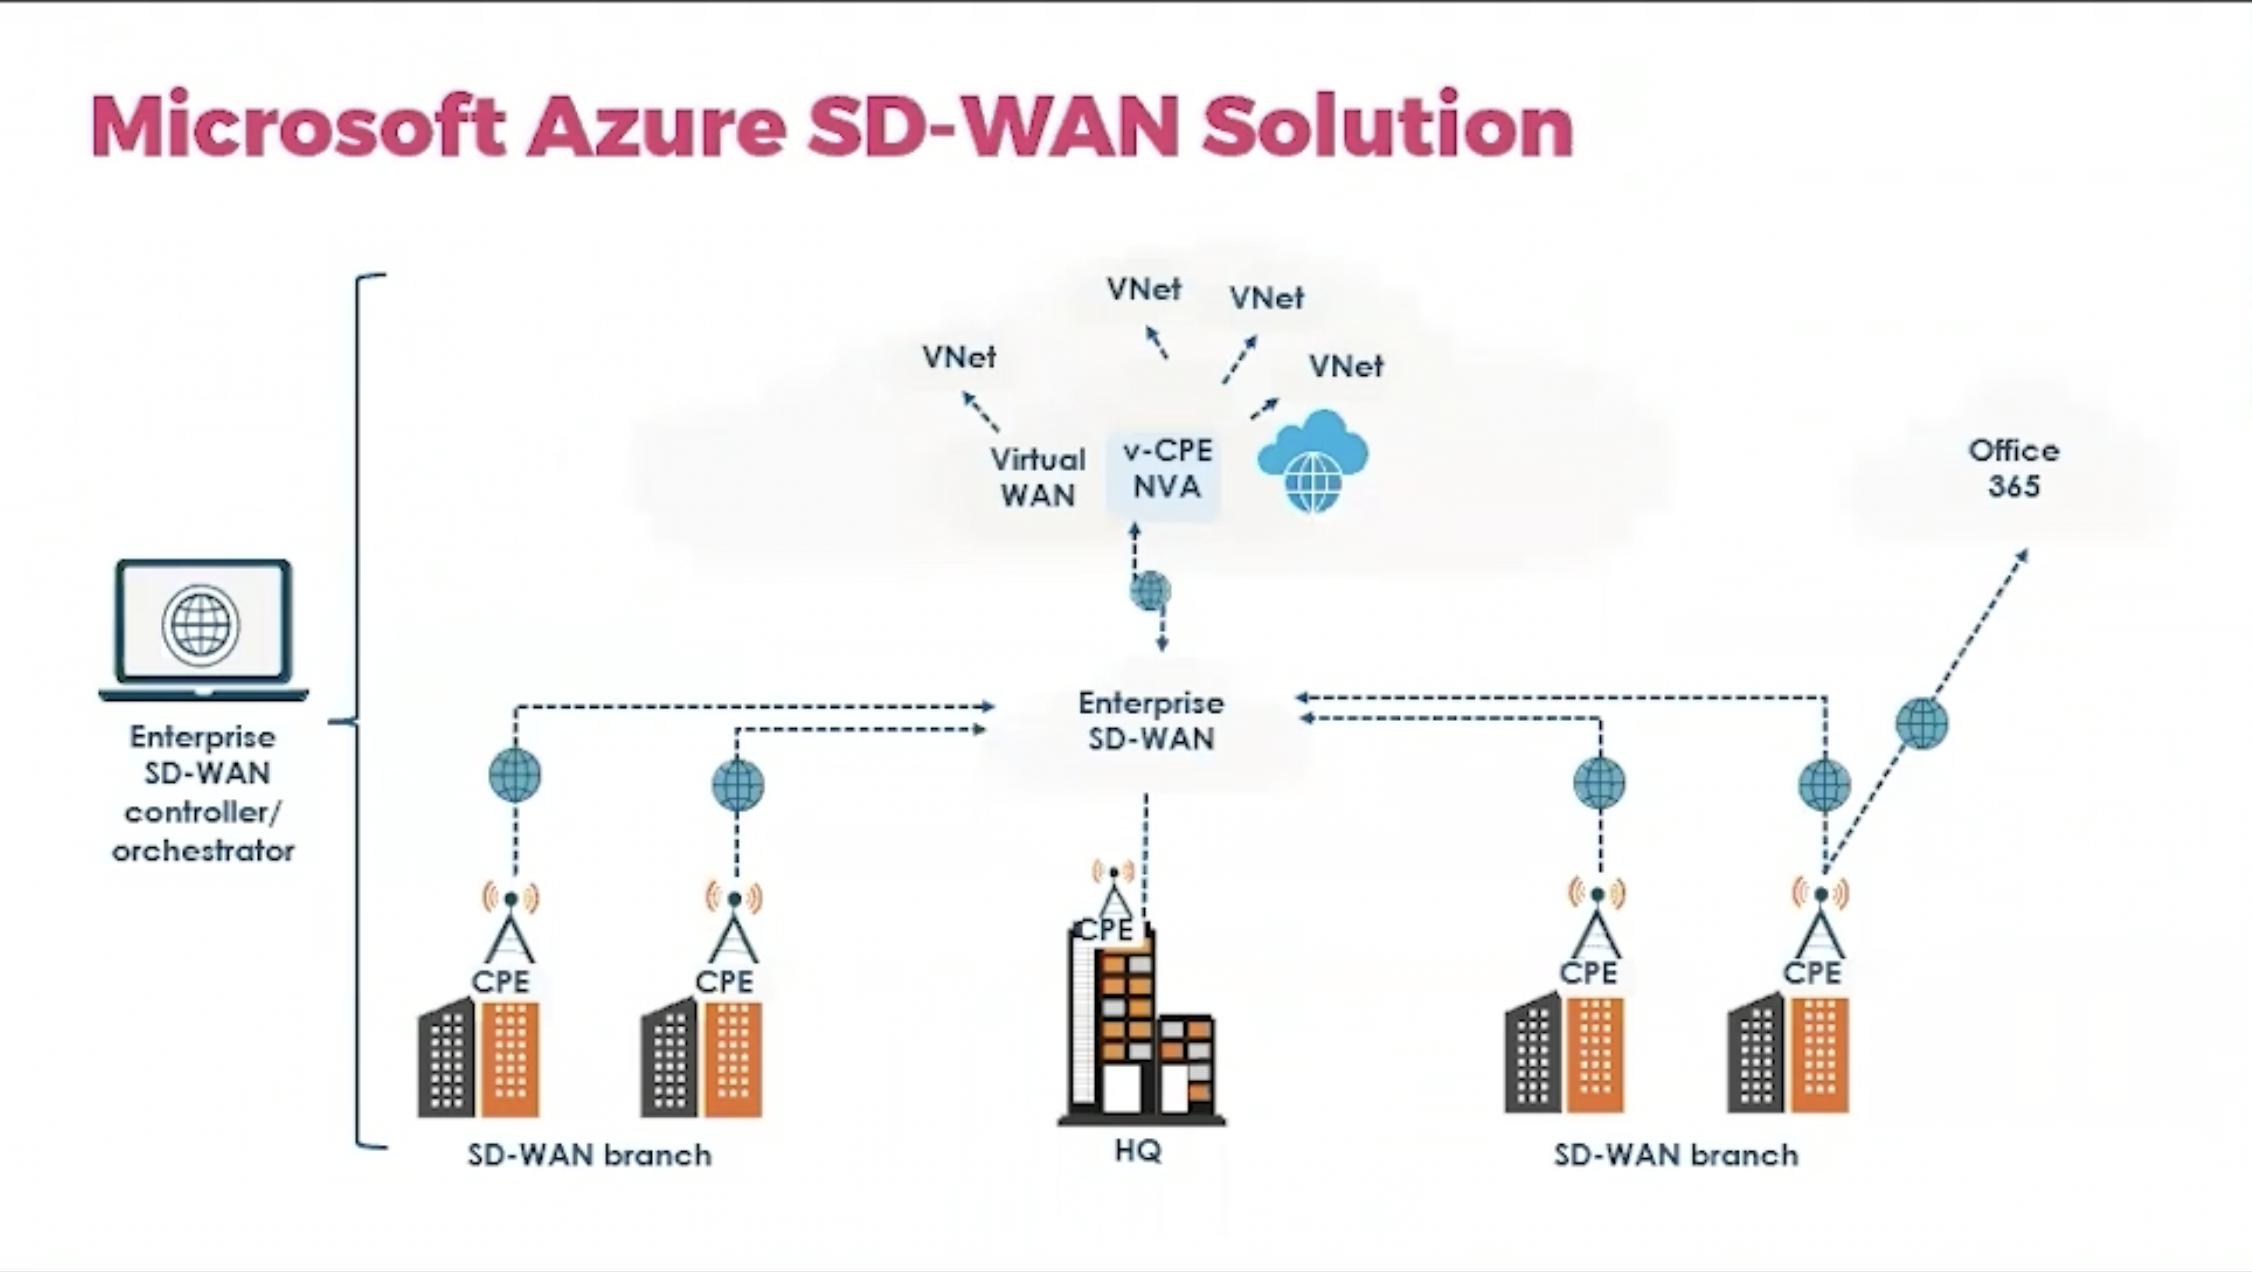 Microsoft Azure SD-WAN Solution
VNet
VNet
VNet
VNet
Virtual
WAN
v-CPE
NVA
Office
365
Enterprise
SD-WAN
controller/
orchestrator
Enterprise
SD-WAN
CPE
CPE
CPE
CPE
CPE
SD-WAN branch
HQ
SD-WAN branch